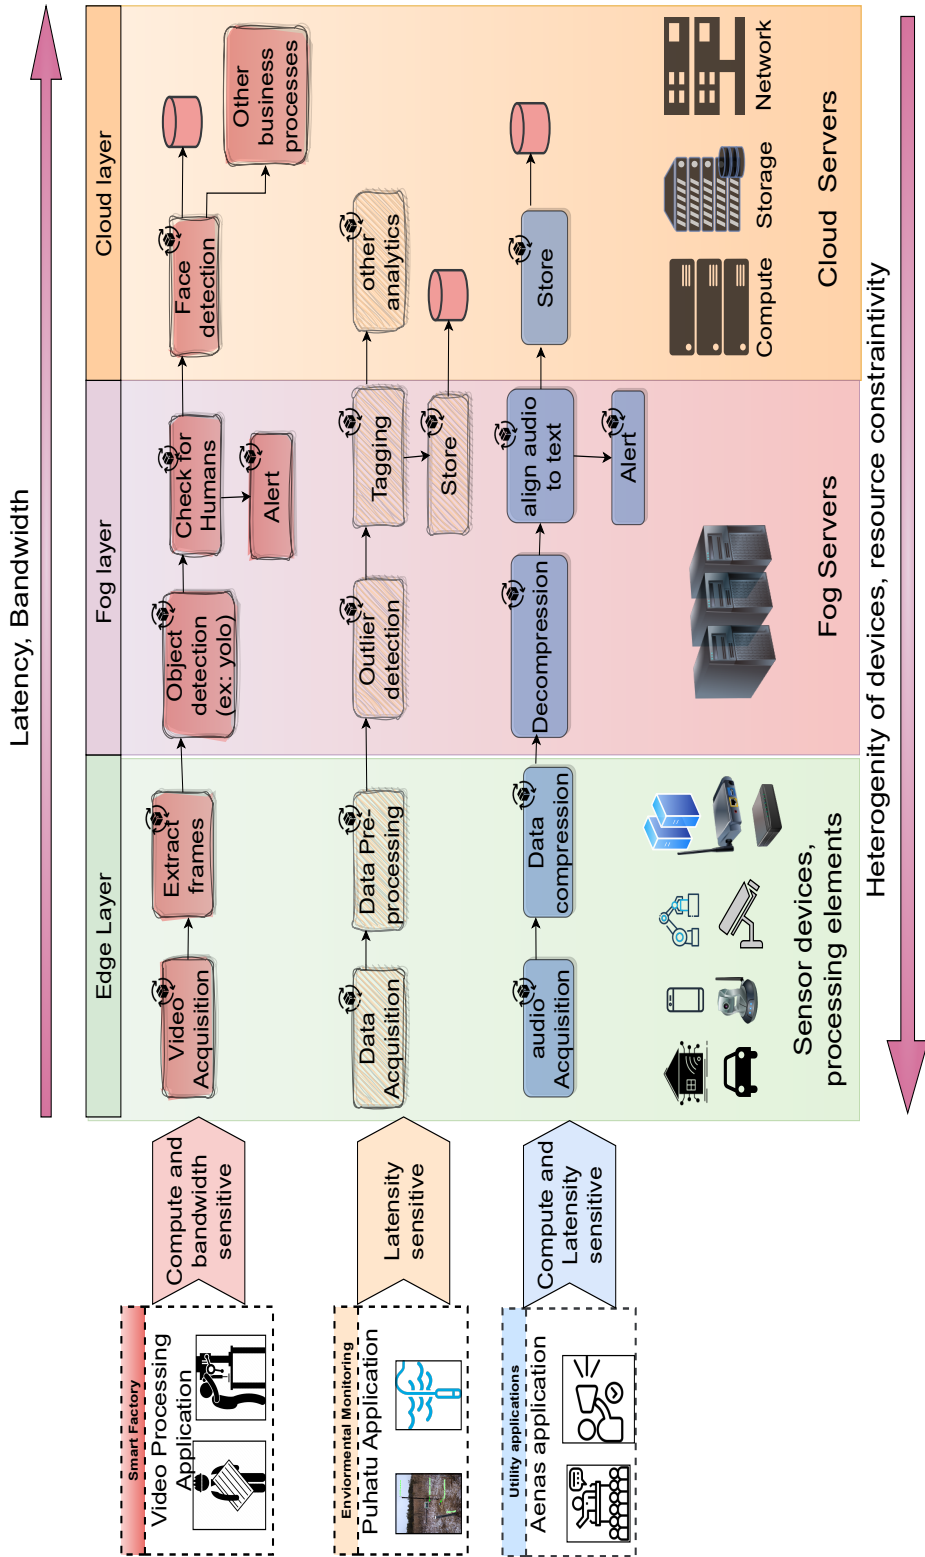 Latency, Bandwidth
Edge Layer
Fog layer
Cloud layer
Smart Factory
Video Processing
Application
Compute and
bandwidth
sensitive
Video
Acquisition
Extract
frames
Object
detection
(ex: yolo)
Check for
Humans
Alert
Face
detection
Other
business
processes
Enviormental Monitoring
Puhatu Application
Latensity
sensitive
Data
Acquisition
Data Pre-
processing
Outlier
detection
Tagging
Store
other
analytics
Utility applications
Aenas application
Compute and
Latensity
sensitive
audio
Acquisition
Data
compression
Decompression
align audio
to text
Alert
Store
Sensor devices,
processing elements
Fog Servers
Compute
Storage
Network
Cloud Servers
Heterogenity of devices, resource constraintivity